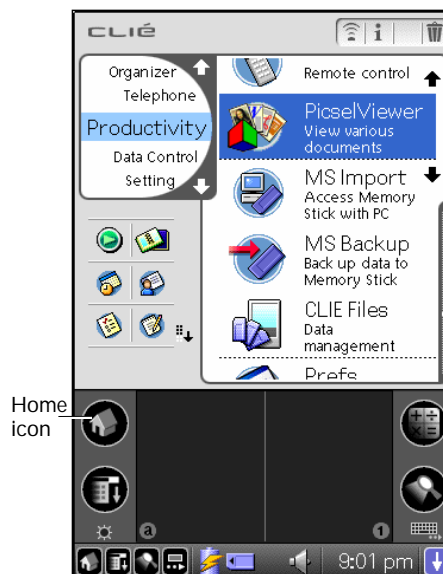 CLIÉ
Organizer
Telephone
Productivity
Data Control
Setting
Remote control
PicselViewer
View various
documents
MS Import
Access Memory
Stick with PC
MS Backup
Back up data to
Memory Stick
CLIE Files
Data
management
Prefs
Home
icon
a
1
9:01 pm